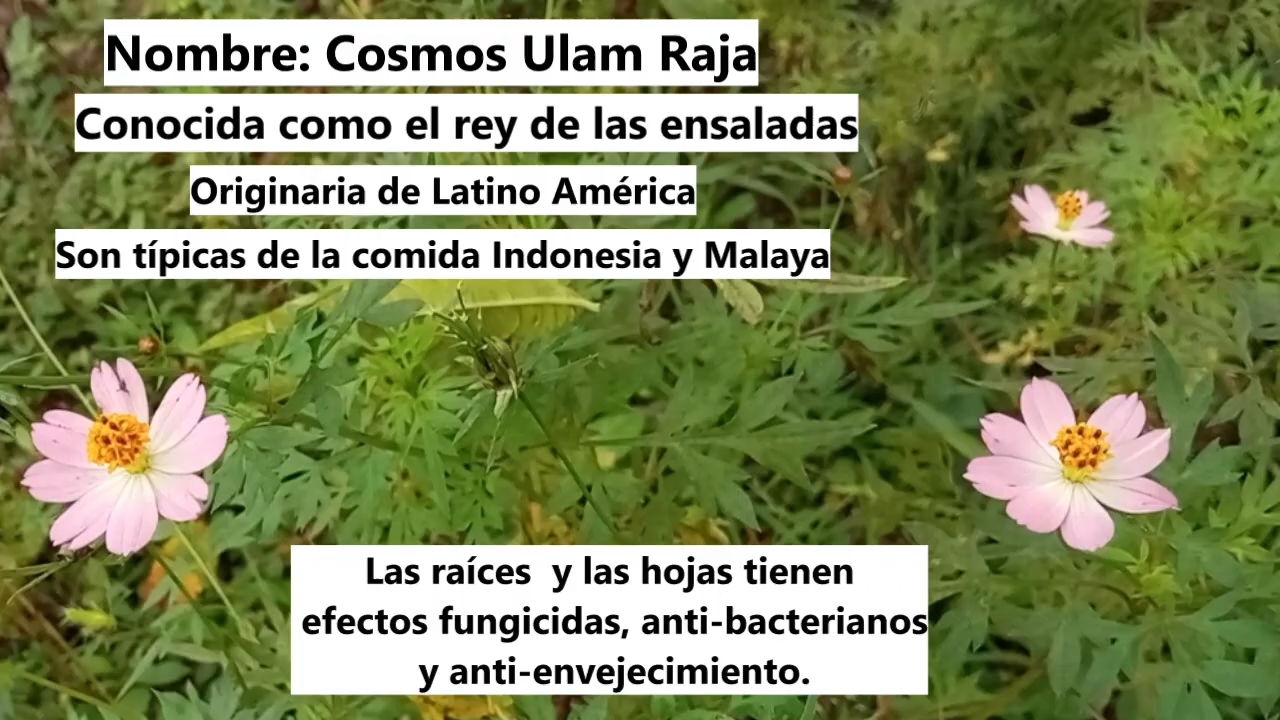 Nombre: Cosmos Ulam Raja
Conocida como el rey de las ensaladas
Originaria de Latino América
Son típicas de la comida Indonesia y Malaya
Las raíces y las hojas tienen
efectos fungicidas, anti-bacterianos
y anti-envejecimiento.